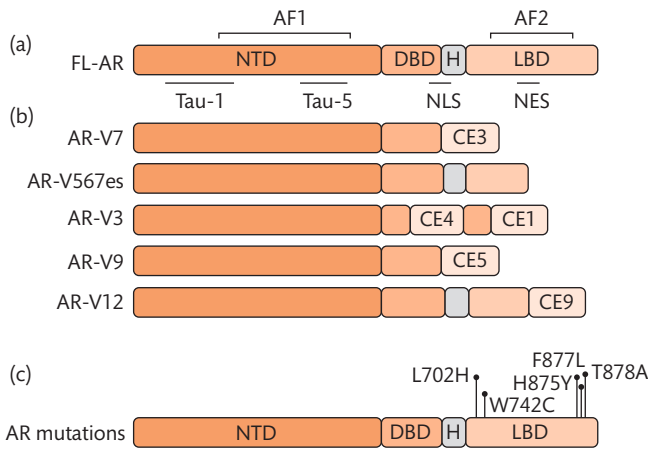 AF1 AF2
(a)
FL-AR NTD DBD H LBD
Tau-1 Tau-5 NLS NES
(b)
AR-V7 CE3
AR-V567es
AR-V3 CE4 CE1
AR-V9 CE5
AR-V12 CE9
(c)
F877L
L702H H875Y T878A
W742C
AR mutations NTD DBD H LBD